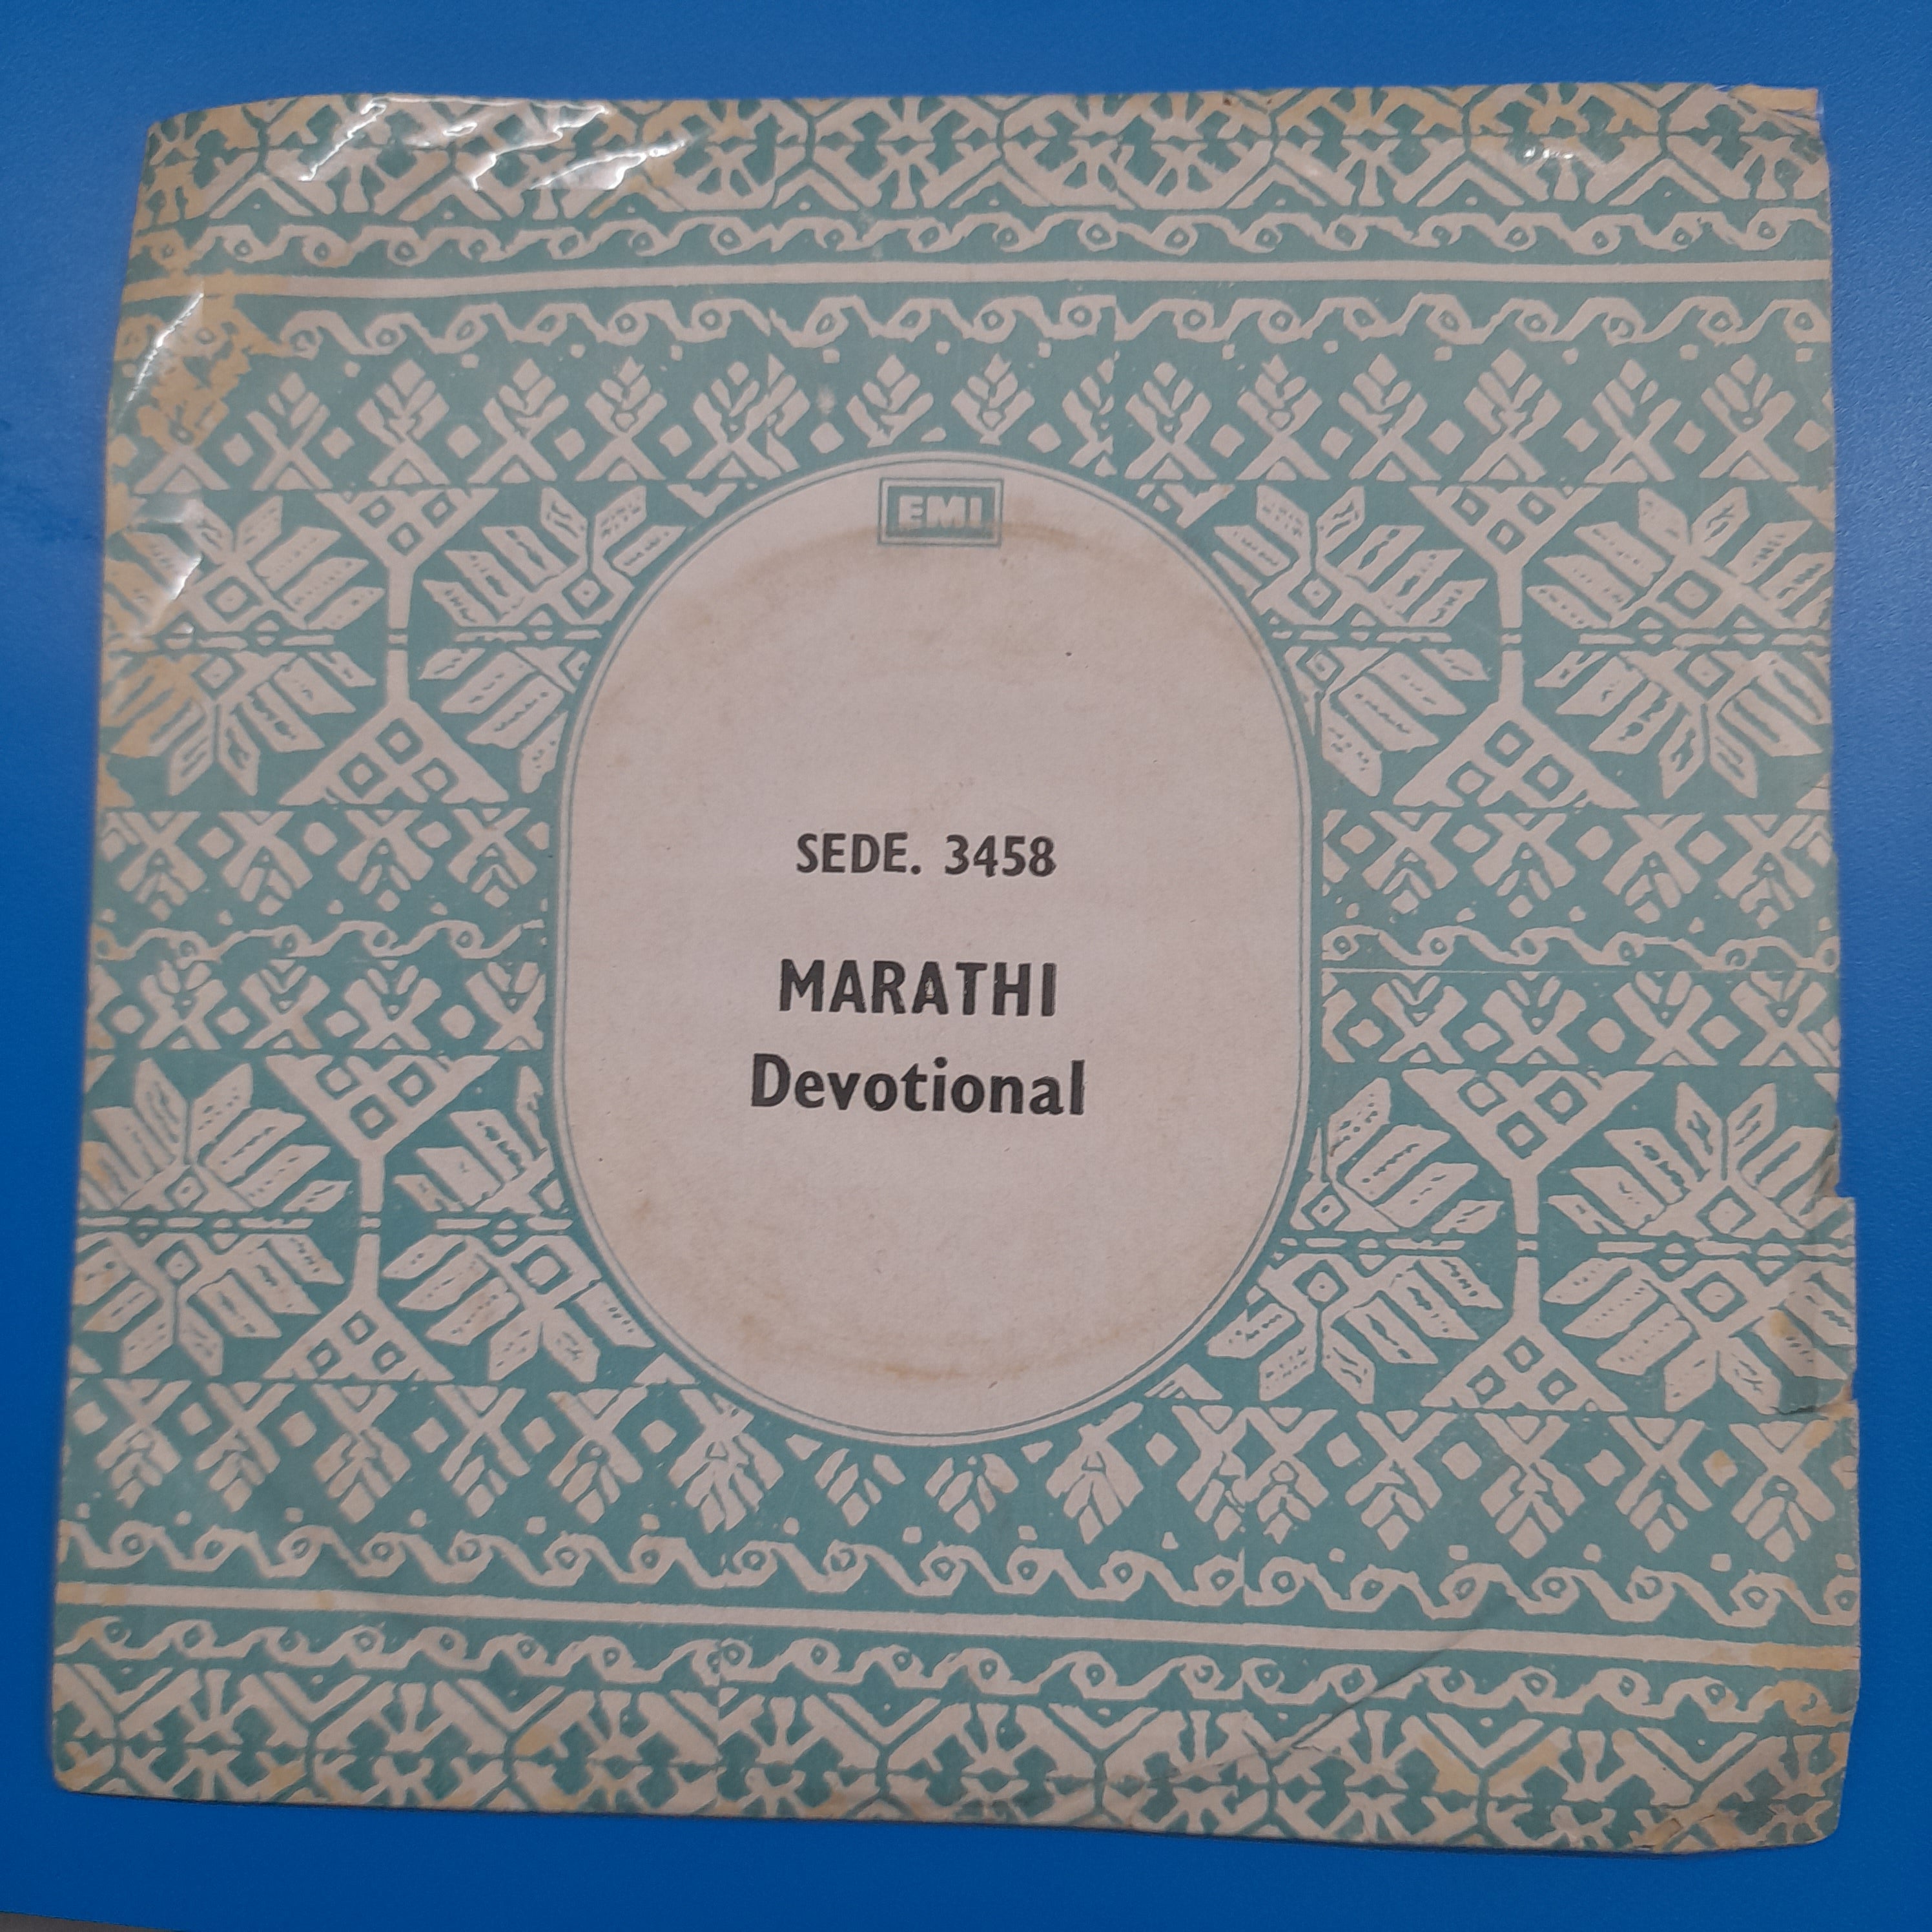 EMI
SEDE. 3458
MARATHI
Devotional